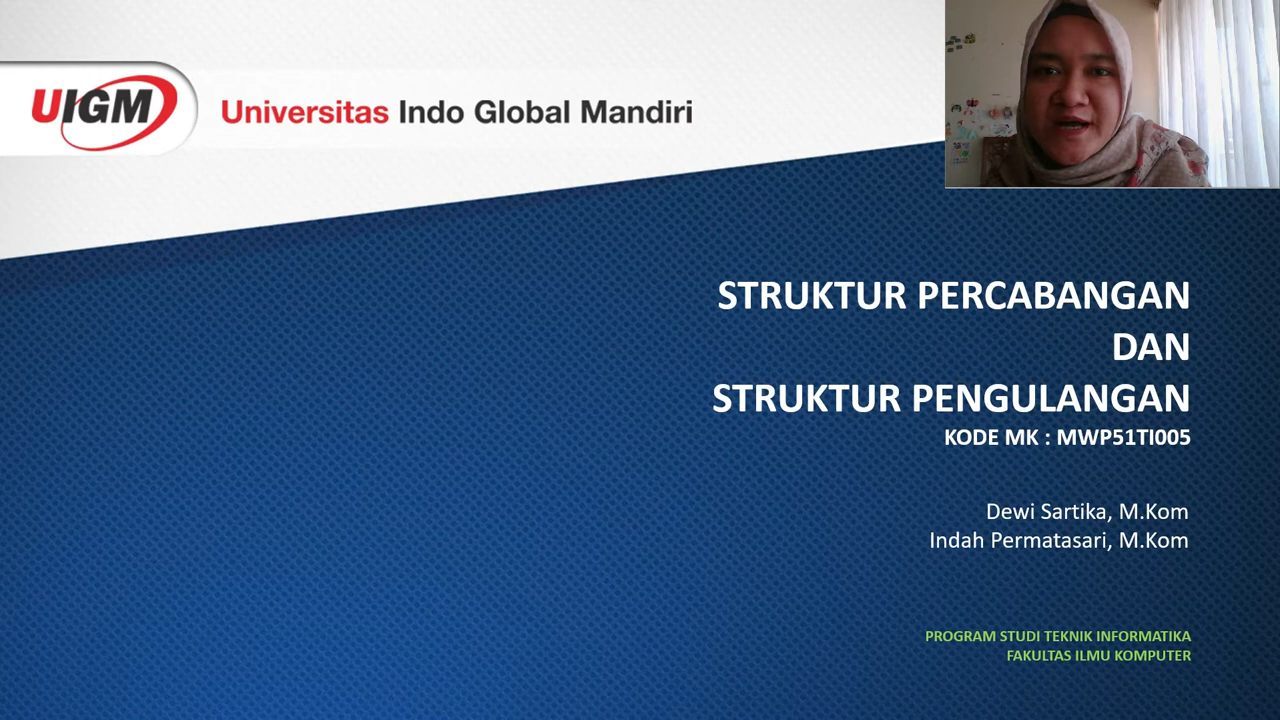 UIGM
Universitas Indo Global Mandiri
STRUKTUR PERCABANGAN
DAN
STRUKTUR PENGULANGAN
KODE MK : MWP51TI005
Dewi Sartika, M.Kom
Indah Permatasari, M.Kom
PROGRAM STUDI TEKNIK INFORMATIKA
FAKULTAS ILMU KOMPUTER